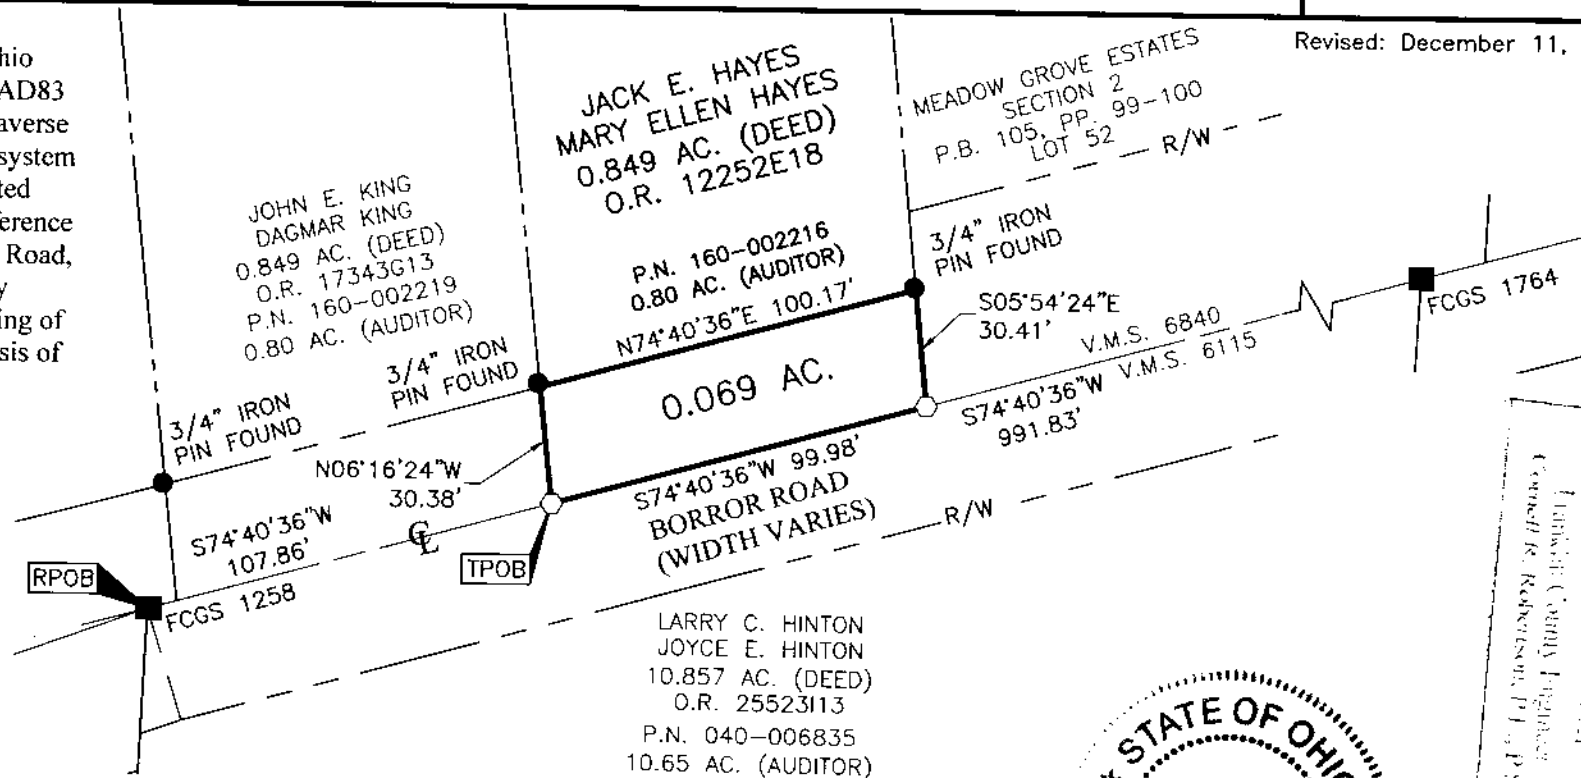 Revised: December 11,
hio
AD83
averse
system
ted
ference
Road,
y
ing of
sis of
JOHN E. KING
DAGMAR KING
0.849 AC. (DEED)
O.R. 17343G13
P.N. 160-002219
0.80 AC. (AUDITOR)
JACK E. HAYES
MARY ELLEN HAYES
0.849 AC. (DEED)
O.R. 12252E18
P.N. 160-002216
0.80 AC. (AUDITOR)
N74°40'36"E 100.17'
MEADOW GROVE ESTATES
SECTION 2
P.B. 105, PP. 99-100
LOT 52
R/W
3/4" IRON
PIN FOUND
3/4" IRON
PIN FOUND
3/4" IRON
PIN FOUND
S05°54'24"E
30.41'
V.M.S. 6840
V.M.S. 6115
FCGS 1764
0.069 AC.
S74°40'36"W
991.83'
N06°16'24"W
30.38'
S74°40'36"W 99.98'
BORROR ROAD
(WIDTH VARIES)
R/W
S74°40'36"W
107.86'
CL
TPOB
RPOB
FCGS 1258
LARRY C. HINTON
JOYCE E. HINTON
10.857 AC. (DEED)
O.R. 25523I13
P.N. 040-006835
10.65 AC. (AUDITOR)
STATE OF OHIO
Franklin County Engineer
Cornell R. Robertson, P.E., P.S